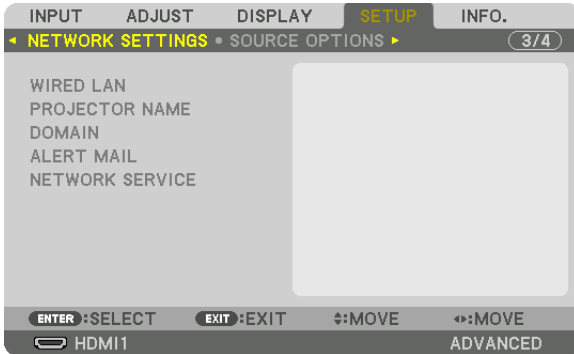 INPUT ADJUST DISPLAY SETUP INFO.
NETWORK SETTINGS • SOURCE OPTIONS 3/4
WIRED LAN
PROJECTOR NAME
DOMAIN
ALERT MAIL
NETWORK SERVICE
ENTER :SELECT EXIT :EXIT :MOVE :MOVE
HDMI1 ADVANCED